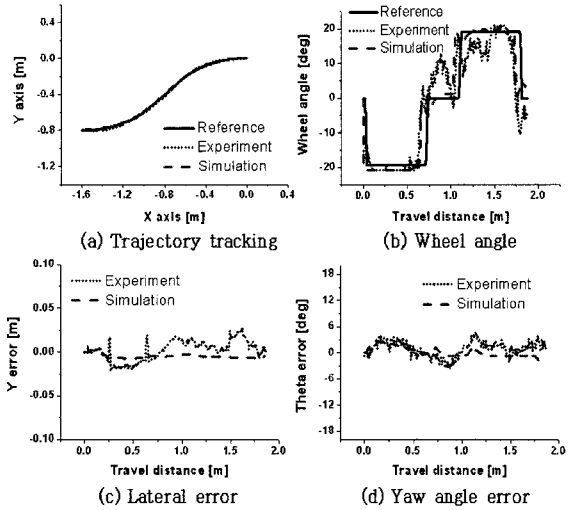 Y axis [m]
0.4
0.0
-0.4
-0.8
-1.2
Reference
Experiment
Simulation
-1.6 -1.2 -0.8 -0.4 0.0 0.4
X axis [m]
(a) Trajectory tracking
Wheel angle [deg]
20
10
0
-10
-20
Reference
Experiment
Simulation
0.0 0.5 1.0 1.5 2.0
Travel distance [m]
(b) Wheel angle
Y error [m]
0.10
0.05
0.00
-0.05
-0.10
Experiment
Simulation
0.0 0.5 1.0 1.5 2.0
Travel distance [m]
(c) Lateral error
Theta error [deg]
18
12
6
0
-6
-12
-18
Experiment
Simulation
0.0 0.5 1.0 1.5 2.0
Travel distance [m]
(d) Yaw angle error